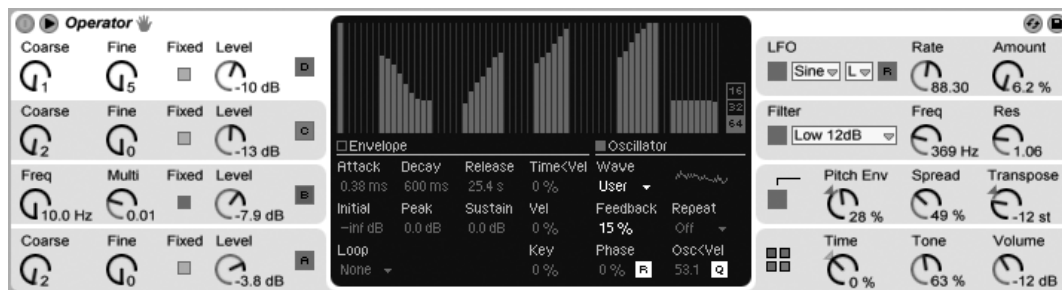 Operator
Coarse Fine Fixed Level
1 5 -10 dB D
Coarse Fine Fixed Level
2 0 -13 dB C
Freq Multi Fixed Level
10.0 Hz 0.01 -7.9 dB B
Coarse Fine Fixed Level
2 0 -3.8 dB A
16
32
64
Envelope Oscillator
Attack Decay Release Time<Vel Wave
0.38 ms 600 ms 25.4 s 0 % User
Initial Peak Sustain Vel Feedback Repeat
-inf dB 0.0 dB 0.0 dB 0 % 15 % Off
Loop Key Phase Osc<Vel
None 0 % 0 % R 53.1 Q
LFO Rate Amount
Sine L R 88.30 6.2 %
Filter Freq Res
Low 12dB 369 Hz 1.06
Pitch Env Spread Transpose
28 % 49 % -12 st
Time Tone Volume
0 % 63 % -12 dB